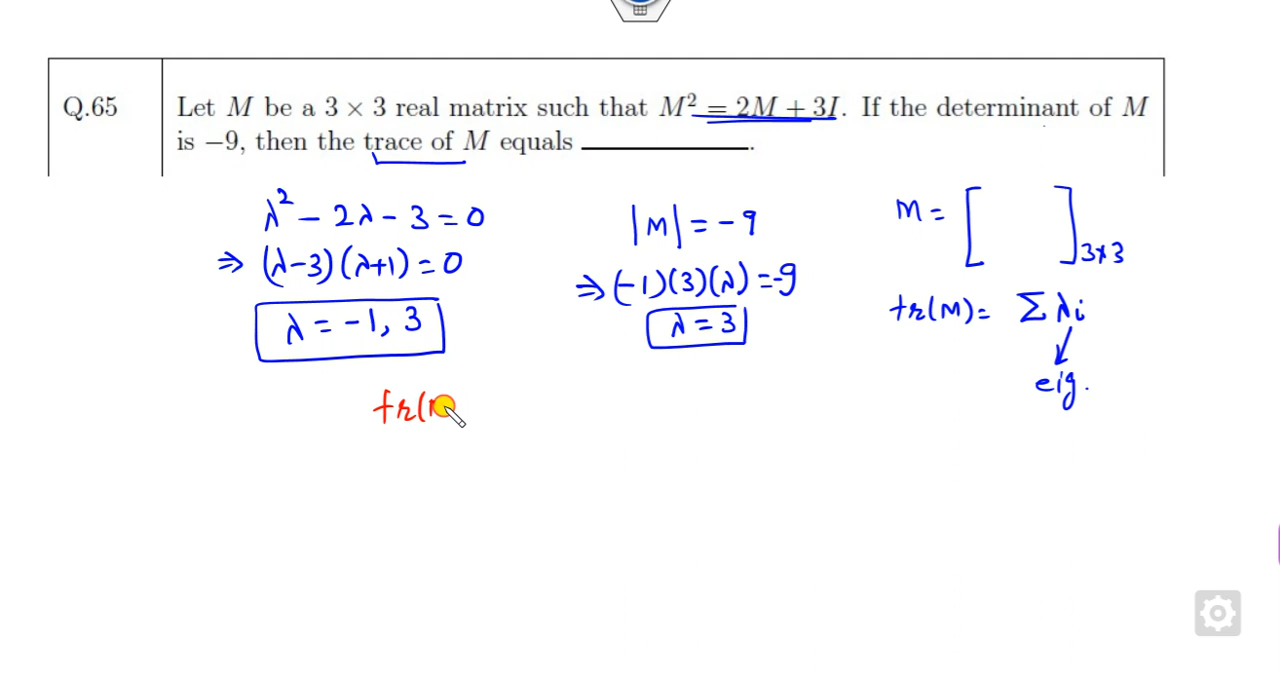 Q.65
Let M be a 3 × 3 real matrix such that M² = 2M + 3I. If the determinant of M
is −9, then the trace of M equals __________.
λ² − 2λ − 3 = 0
⇒ (λ−3)(λ+1) = 0
λ = −1, 3
|M| = −9
⇒ (−1)(3)(λ) = −9
λ = 3
M = [ ]3×3
tr(M) = Σ λi
eig.
tr(